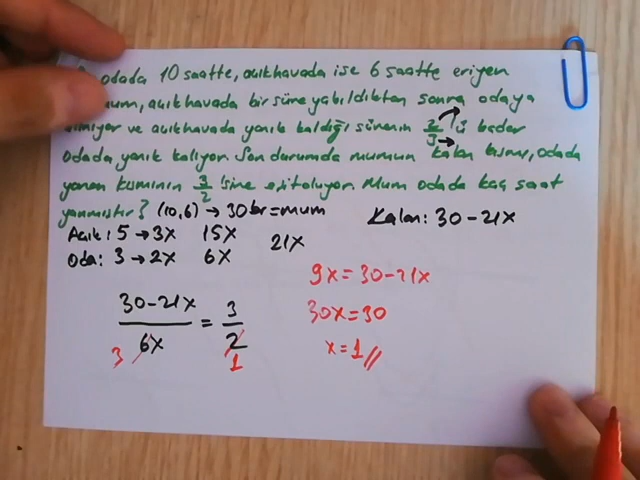 odada 10 saatte, açıkhavada ise 6 saatte eriyen
mum, açıkhavada bir süre yakıldıktan sonra odaya
alınıyor ve açıkhavada yanık kaldığı sürenin 2/3 ü kadar
odada yanık kalıyor. Son durumda mumun kalan kısmı, odada
yanan kısmının 3/2 'sine eşit oluyor. Mum odada kaç saat
yanmıştır? (10,6) → 30 br = mum
Kalan: 30-21x
Açık: 5 → 3x 15x
Oda: 3 → 2x 6x
21x
30-21x / 6x = 3/2
3 1
9x = 30-21x
30x = 30
x = 1 //